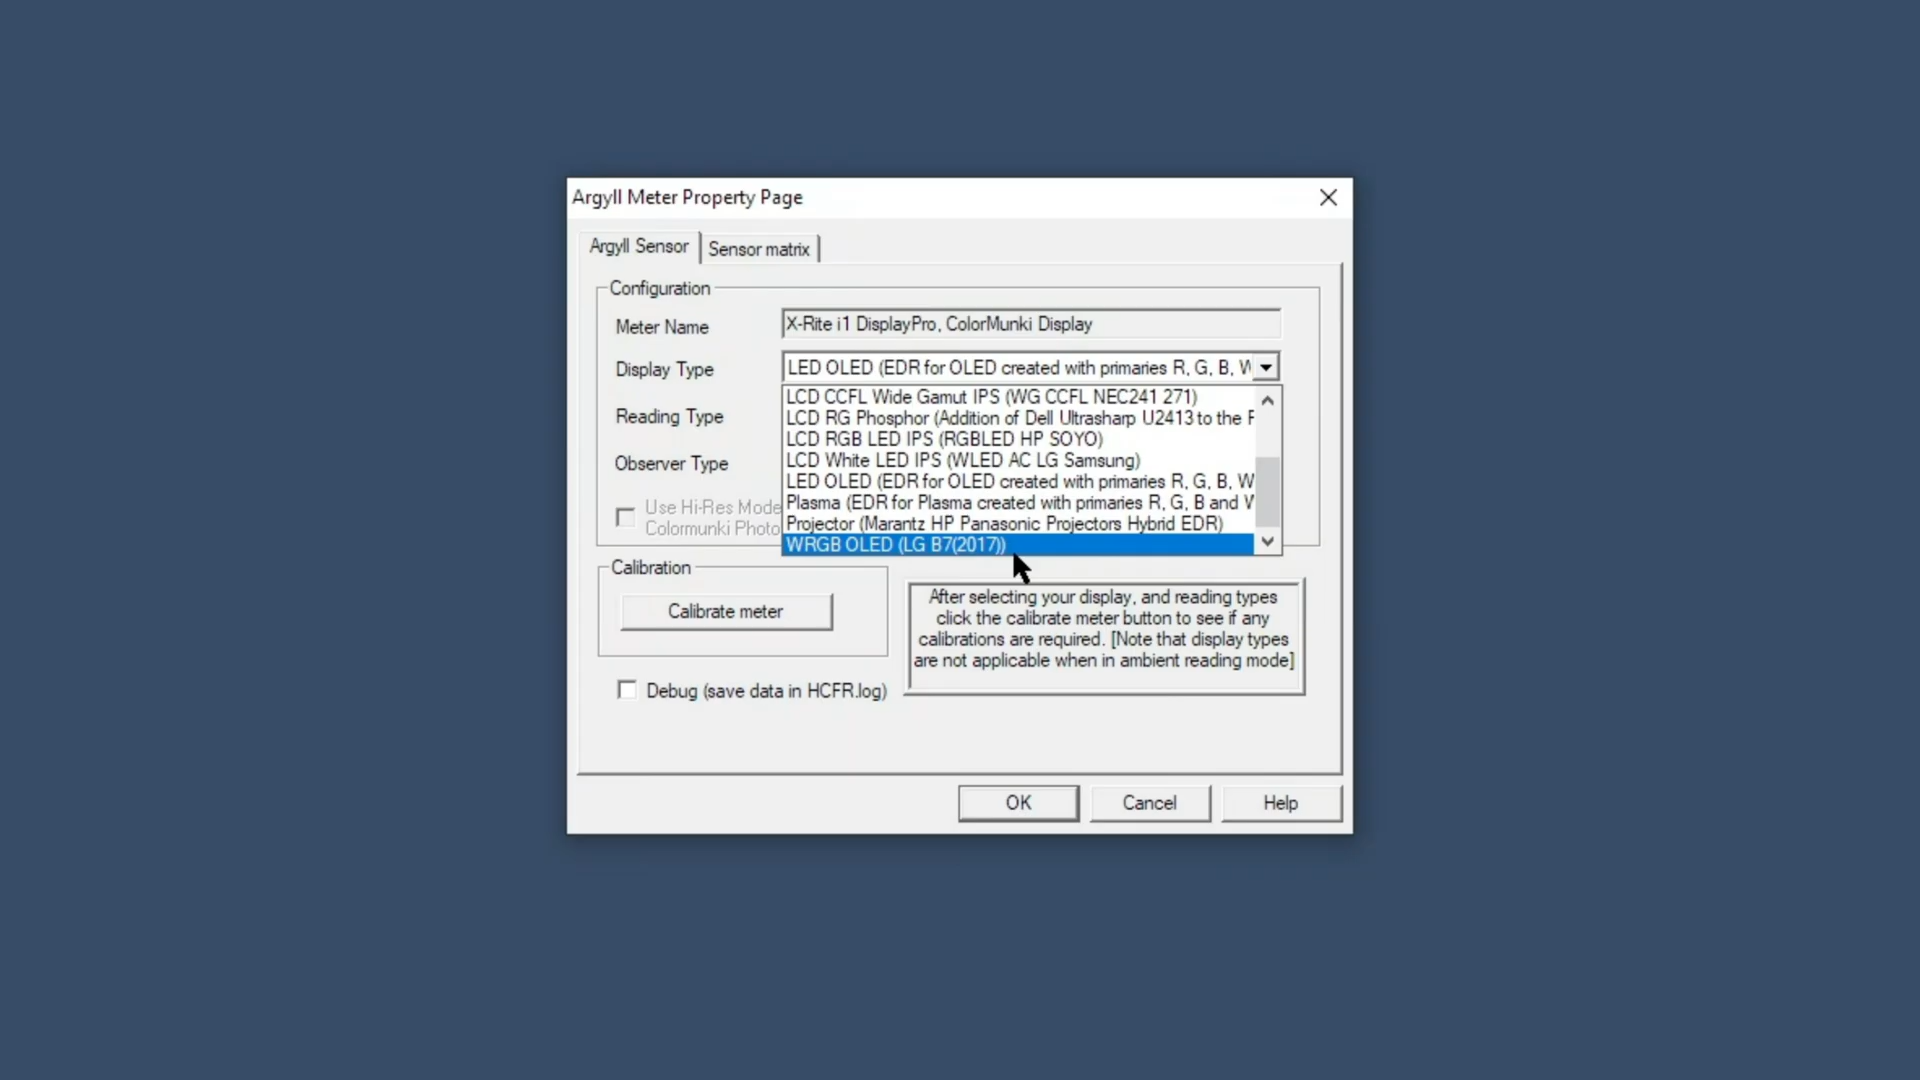 Argyll Meter Property Page
Argyll Sensor
Sensor matrix
Configuration
Meter Name
X-Rite i1 DisplayPro, ColorMunki Display
Display Type
LED OLED (EDR for OLED created with primaries R, G, B, W
LCD CCFL Wide Gamut IPS (WG CCFL NEC241 271)
Reading Type
LCD RG Phosphor (Addition of Dell Ultrasharp U2413 to the F
LCD RGB LED IPS (RGBLED HP SOYO)
Observer Type
LCD White LED IPS (WLED AC LG Samsung)
LED OLED (EDR for OLED created with primaries R, G, B, W
Use Hi-Res Mode
Plasma (EDR for Plasma created with primaries R, G, B and W
Colormunki Photo
Projector (Marantz HP Panasonic Projectors Hybrid EDR)
WRGB OLED (LG B7(2017))
Calibration
Calibrate meter
After selecting your display, and reading types
click the calibrate meter button to see if any
calibrations are required. [Note that display types
are not applicable when in ambient reading mode]
Debug (save data in HCFR.log)
OK
Cancel
Help